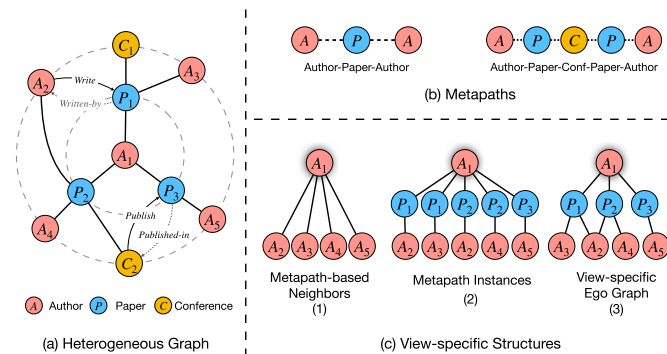 C1
A2
Write
A3
Written-by
P1
A1
P2
P3
Publish
A4
A5
Published-in
C2
A Author P Paper C Conference
(a) Heterogeneous Graph
A P A
Author-Paper-Author
A P C P A
Author-Paper-Conf-Paper-Author
(b) Metapaths
A1
A2 A3 A4 A5
Metapath-based
Neighbors
(1)
A1
P1 P1 P2 P2 P3
A2 A3 A2 A4 A5
Metapath Instances
(2)
A1
P1 P2 P3
A3 A2 A4 A5
View-specific
Ego Graph
(3)
(c) View-specific Structures